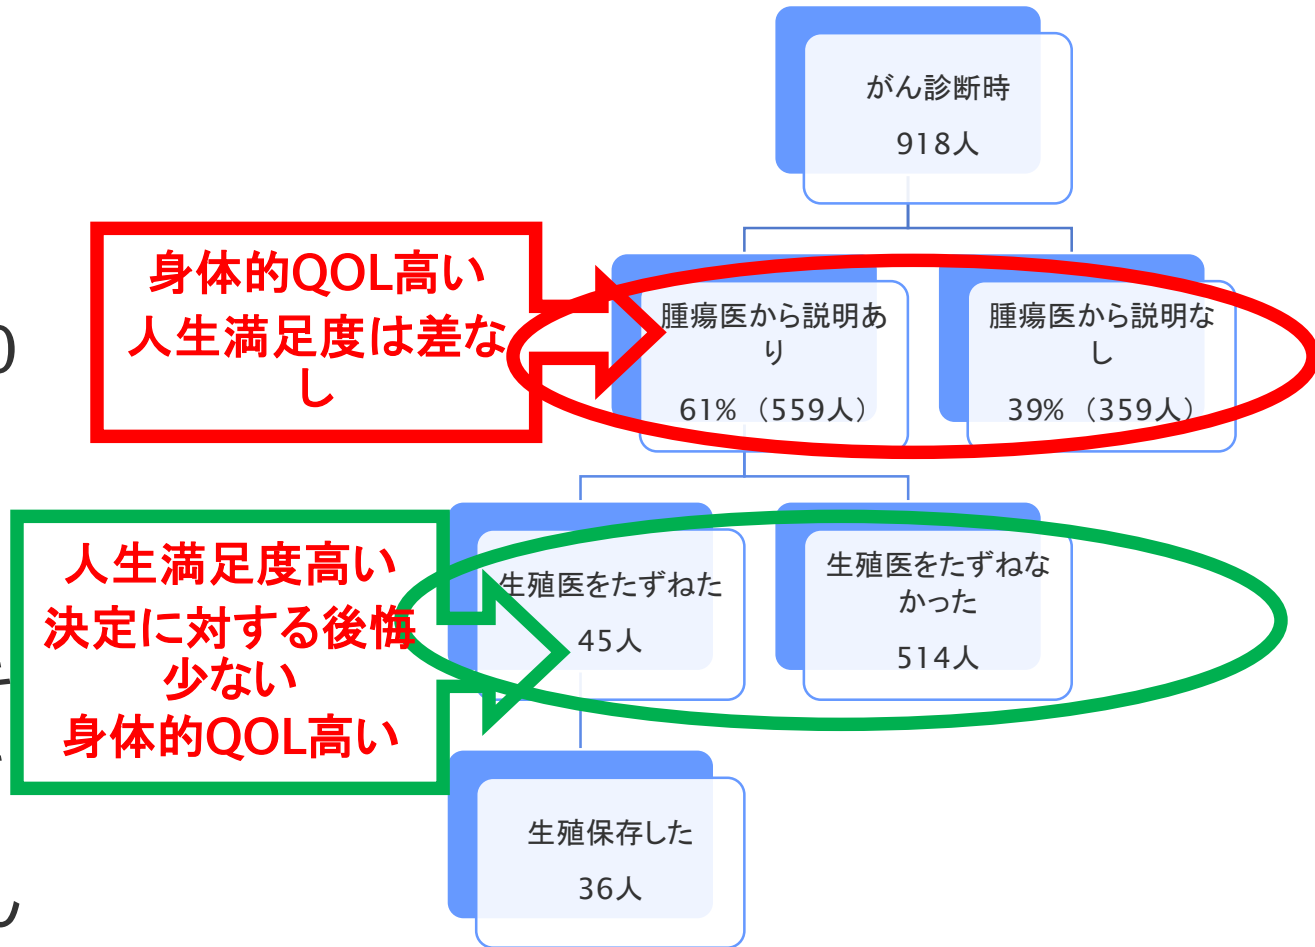 がん診断時
918人
身体的QOL高い
人生満足度は差な
し
腫瘍医から説明あ
り
61%（559人）
腫瘍医から説明な
し
39%（359人）
人生満足度高い
決定に対する後悔
少ない
身体的QOL高い
生殖医をたずねた
45人
生殖医をたずねな
かった
514人
生殖保存した
36人
ん